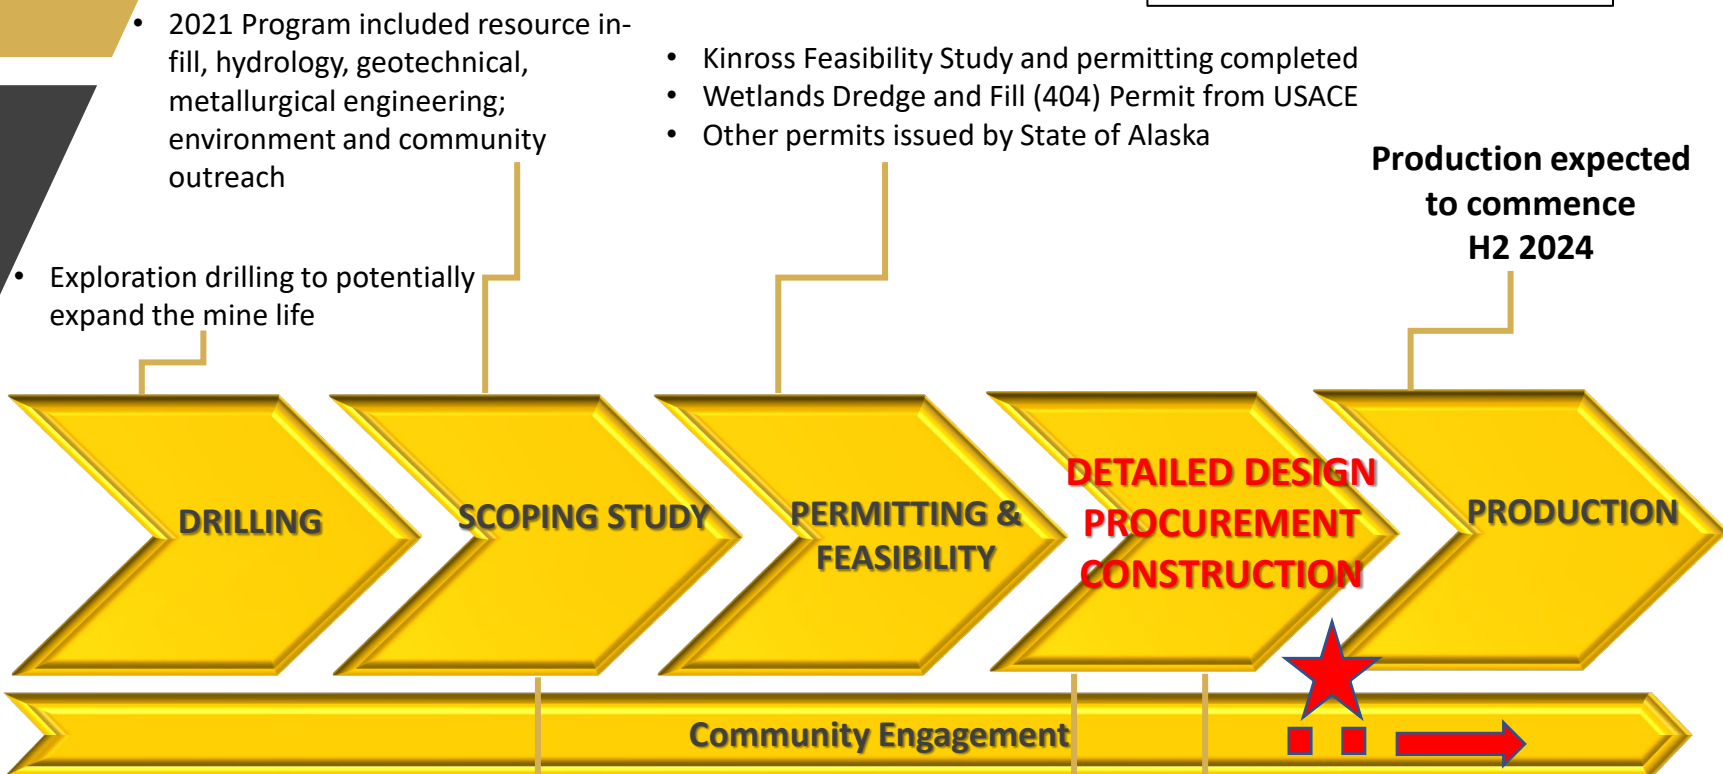 • 2021 Program included resource in-
fill, hydrology, geotechnical,
metallurgical engineering;
environment and community
outreach
• Kinross Feasibility Study and permitting completed
• Wetlands Dredge and Fill (404) Permit from USACE
• Other permits issued by State of Alaska
Production expected
to commence
H2 2024
• Exploration drilling to potentially
expand the mine life
DRILLING
SCOPING STUDY
PERMITTING &
FEASIBILITY
DETAILED DESIGN
PROCUREMENT
CONSTRUCTION
PRODUCTION
Community Engagement